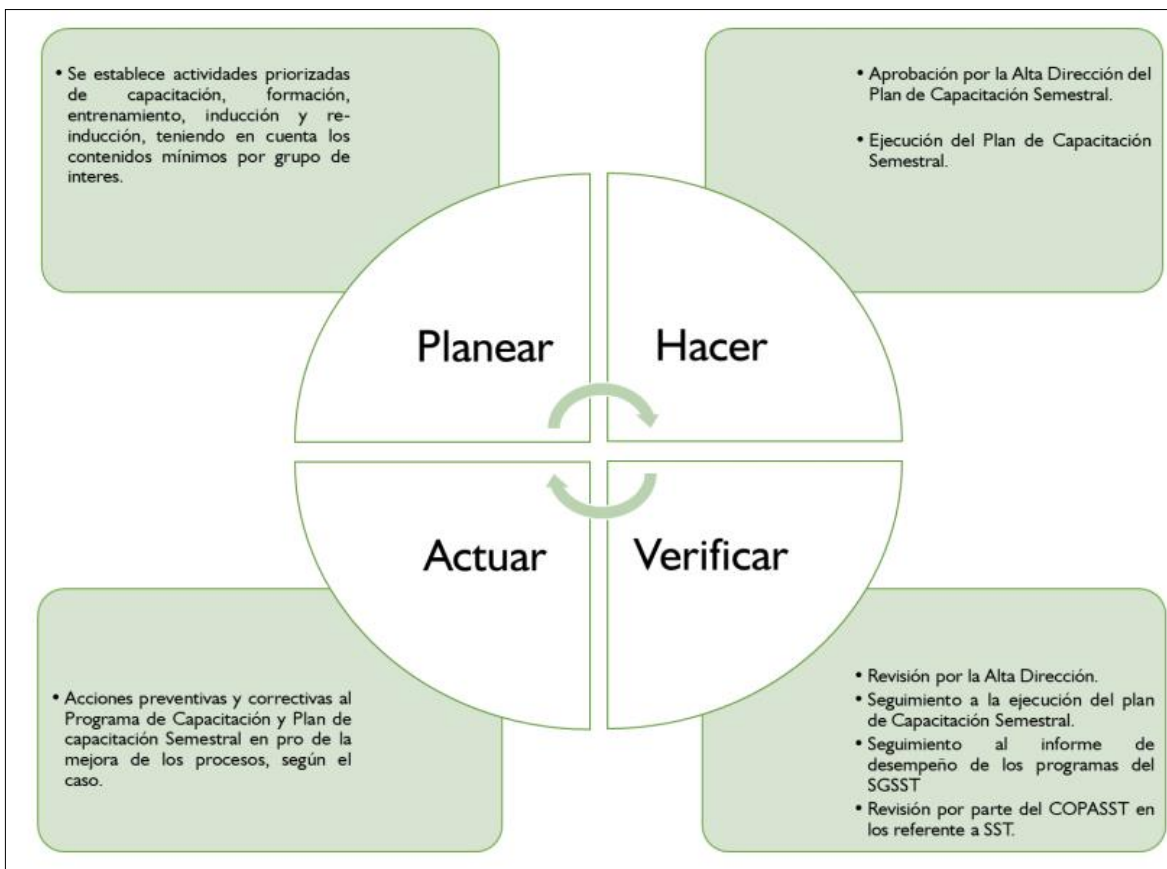 • Se establece actividades priorizadas
de capacitación, formación,
entrenamiento, inducción y re-
inducción, teniendo en cuenta los
contenidos mínimos por grupo de
interes.
• Aprobación por la Alta Dirección del
Plan de Capacitación Semestral.
• Ejecución del Plan de Capacitación
Semestral.
Planear
Hacer
Actuar
Verificar
• Acciones preventivas y correctivas al
Programa de Capacitación y Plan de
capacitación Semestral en pro de la
mejora de los procesos, según el
caso.
• Revisión por la Alta Dirección.
• Seguimiento a la ejecución del plan
de Capacitación Semestral.
• Seguimiento al informe de
desempeño de los programas del
SGSST
• Revisión por parte del COPASST en
los referente a SST.